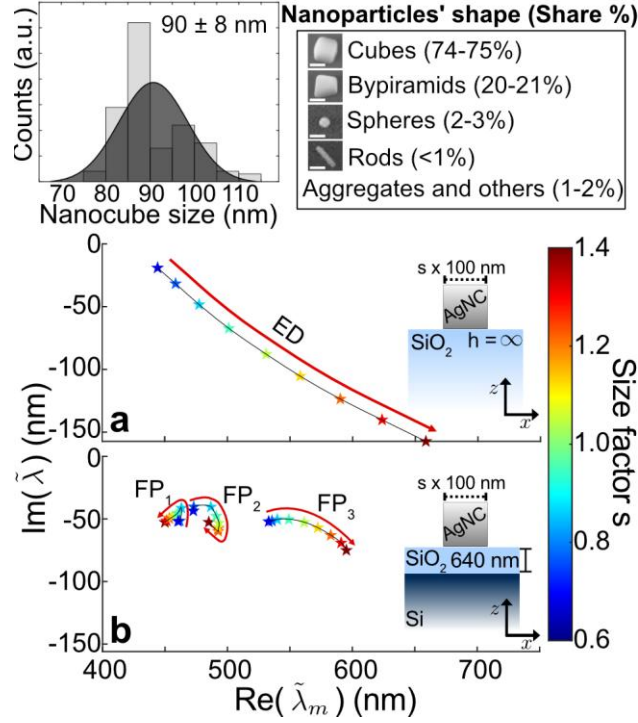 90 ± 8 nm
Counts (a.u.)
70 80 90 100 110
Nanocube size (nm)
Nanoparticles' shape (Share %)
Cubes (74-75%)
Bypiramids (20-21%)
Spheres (2-3%)
Rods (<1%)
Aggregates and others (1-2%)
0
-50
-100
-150
Im(λ̃) (nm)
ED
a
s x 100 nm
AgNC
SiO₂ h = ∞
z
x
0
-50
-100
-150
FP₁
FP₂
FP₃
b
s x 100 nm
AgNC
SiO₂ 640 nm
Si
z
x
400 500 600 700
Re(λ̃ₘ) (nm)
1.4
1.2
1.0
0.8
0.6
Size factor s